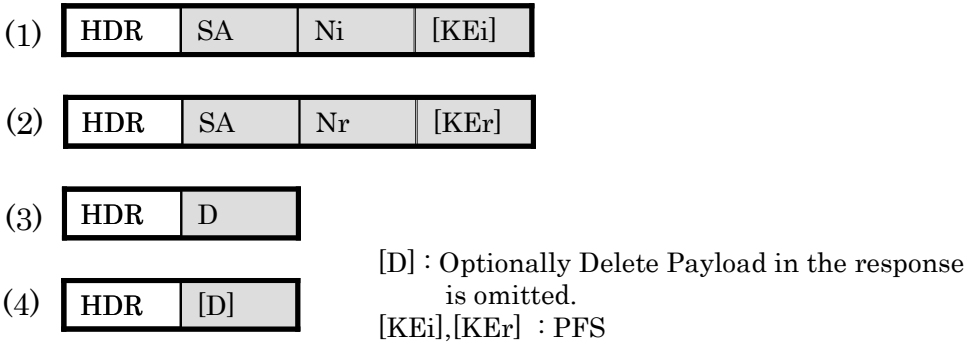 (1) HDR SA Ni [KEi]
(2) HDR SA Nr [KEr]
(3) HDR D
(4) HDR [D]
[D] : Optionally Delete Payload in the response
is omitted.
[KEi],[KEr] : PFS